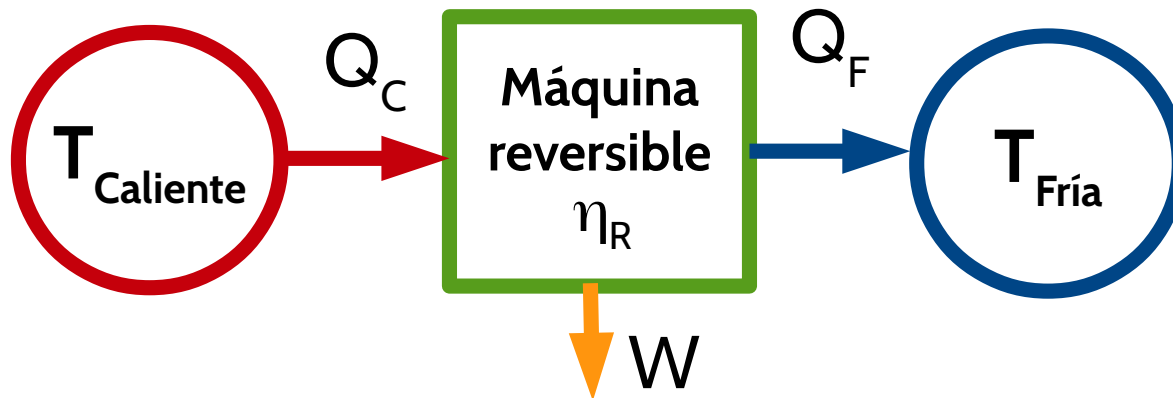 T Caliente
Q C
Máquina
reversible
η R
Q F
T Fría
W